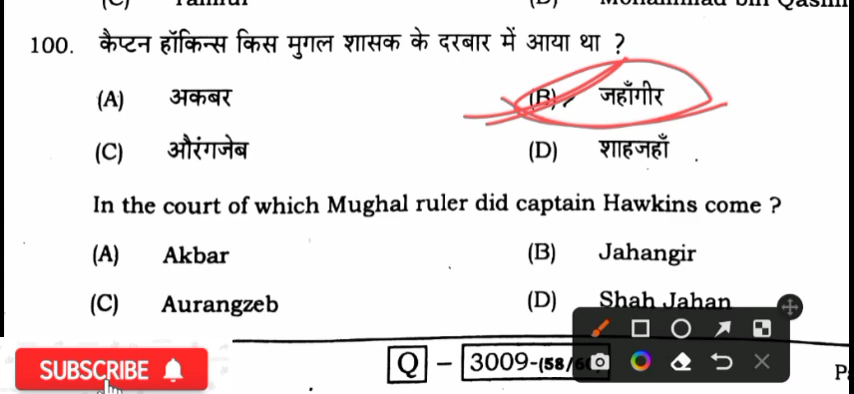 100. कैप्टन हॉकिन्स किस मुगल शासक के दरबार में आया था ?
(A) अकबर (B) जहाँगीर
(C) औरंगजेब (D) शाहजहाँ
In the court of which Mughal ruler did captain Hawkins come ?
(A) Akbar (B) Jahangir
(C) Aurangzeb (D) Shah Jahan
Q – 3009-(58/6
SUBSCRIBE